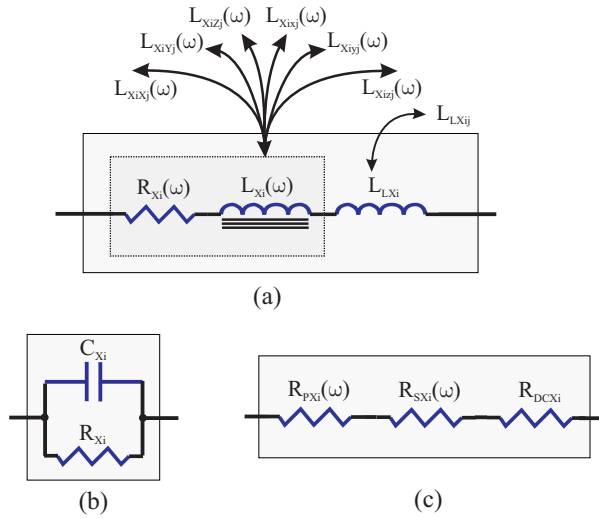 L_XiZj(ω) L_Xixj(ω)
L_XiYj(ω) L_Xiyj(ω)
L_XiXj(ω) L_Xizj(ω)
L_LXij
R_Xi(ω) L_Xi(ω) L_LXi
(a)
C_Xi
R_Xi
(b)
R_PXi(ω) R_SXi(ω) R_DCXi
(c)